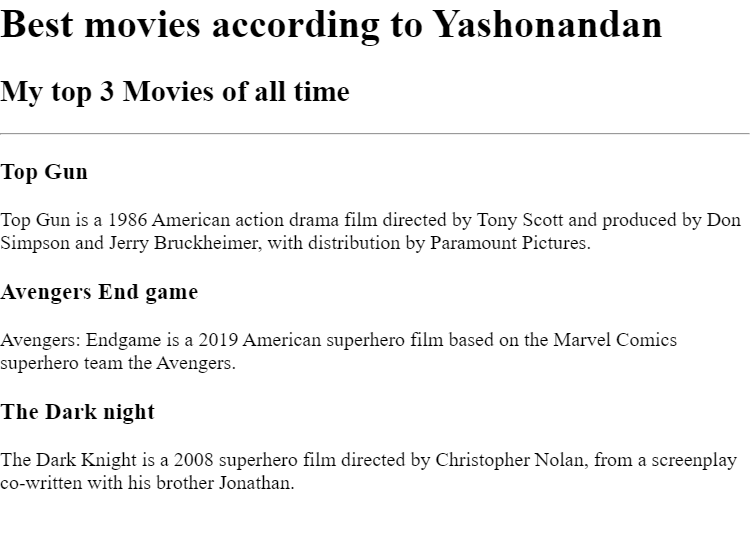 Best movies according to Yashonandan
My top 3 Movies of all time
Top Gun
Top Gun is a 1986 American action drama film directed by Tony Scott and produced by Don
Simpson and Jerry Bruckheimer, with distribution by Paramount Pictures.
Avengers End game
Avengers: Endgame is a 2019 American superhero film based on the Marvel Comics
superhero team the Avengers.
The Dark night
The Dark Knight is a 2008 superhero film directed by Christopher Nolan, from a screenplay
co-written with his brother Jonathan.